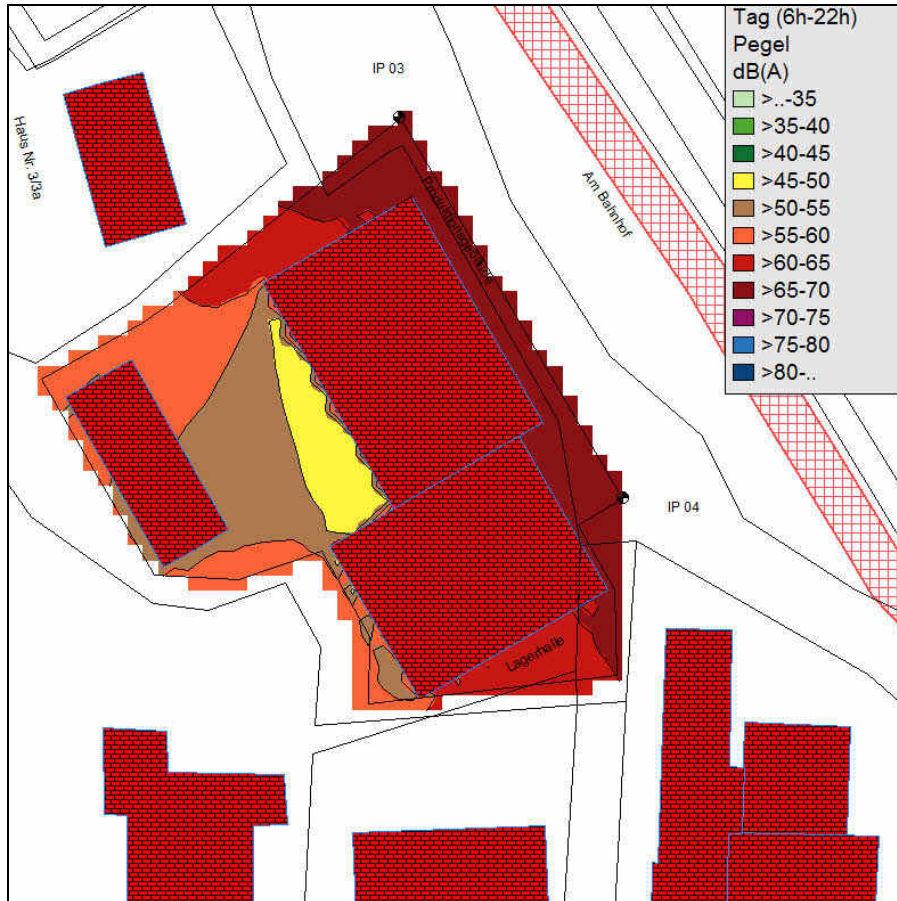 Tag (6h-22h)
Pegel
dB(A)
>..-35
>35-40
>40-45
>45-50
>50-55
>55-60
>60-65
>65-70
>70-75
>75-80
>80-..
IP 03
Haus Nr. 3/3a
Am Bahnhof
IP 04
Lagerhalle